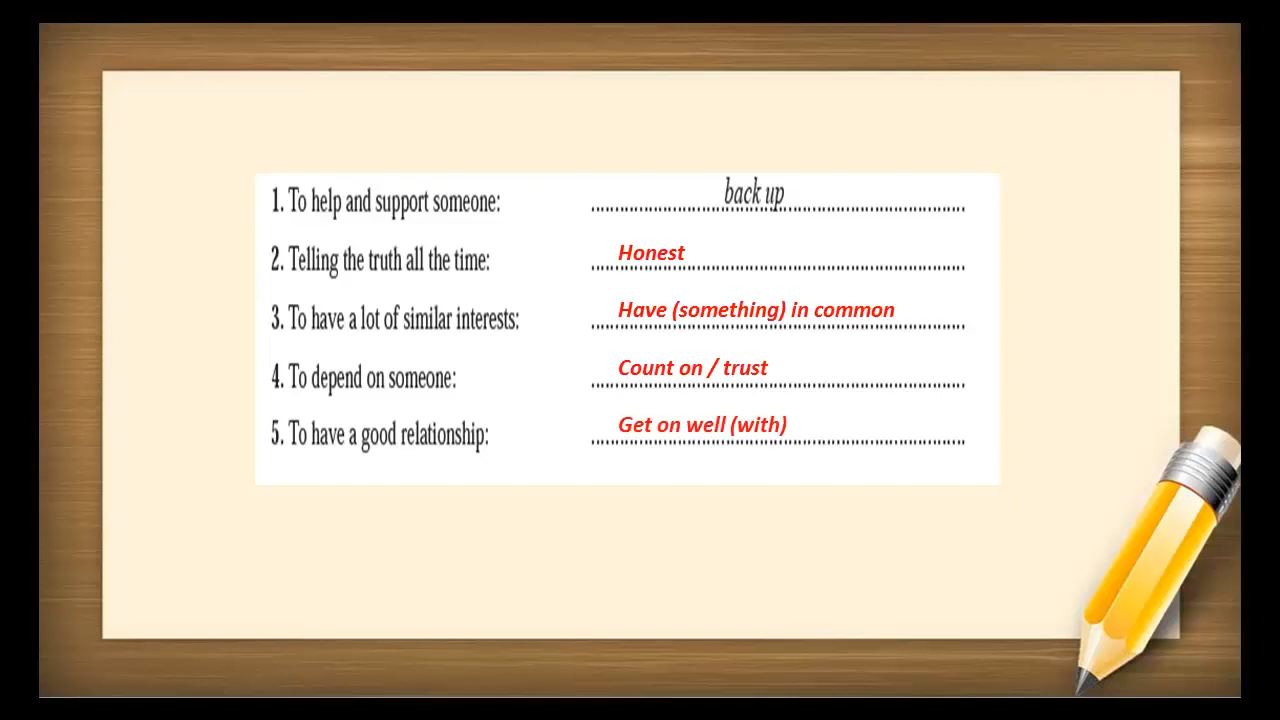 1. To help and support someone: back up
2. Telling the truth all the time: Honest
3. To have a lot of similar interests: Have (something) in common
4. To depend on someone: Count on / trust
5. To have a good relationship: Get on well (with)